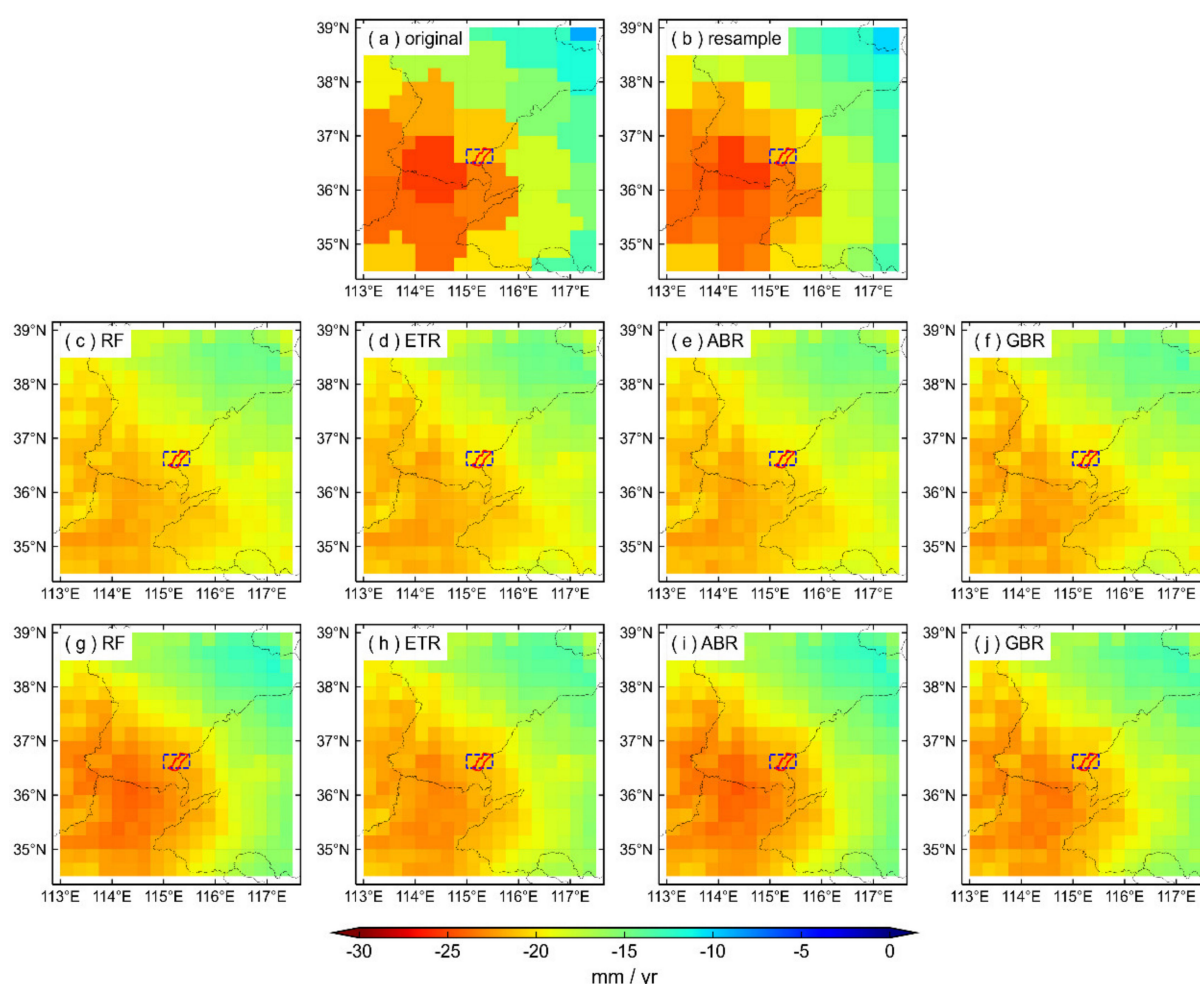 ( a ) original
( b ) resample
39°N
38°N
37°N
36°N
35°N
39°N
38°N
37°N
36°N
35°N
113°E 114°E 115°E 116°E 117°E
113°E 114°E 115°E 116°E 117°E
( c ) RF
( d ) ETR
( e ) ABR
( f ) GBR
39°N
38°N
37°N
36°N
35°N
39°N
38°N
37°N
36°N
35°N
39°N
38°N
37°N
36°N
35°N
39°N
38°N
37°N
36°N
35°N
113°E 114°E 115°E 116°E 117°E
113°E 114°E 115°E 116°E 117°E
113°E 114°E 115°E 116°E 117°E
113°E 114°E 115°E 116°E 117°E
( g ) RF
( h ) ETR
( i ) ABR
( j ) GBR
39°N
38°N
37°N
36°N
35°N
39°N
38°N
37°N
36°N
35°N
39°N
38°N
37°N
36°N
35°N
39°N
38°N
37°N
36°N
35°N
113°E 114°E 115°E 116°E 117°E
113°E 114°E 115°E 116°E 117°E
113°E 114°E 115°E 116°E 117°E
113°E 114°E 115°E 116°E 117°E
-30 -25 -20 -15 -10 -5 0
mm / yr